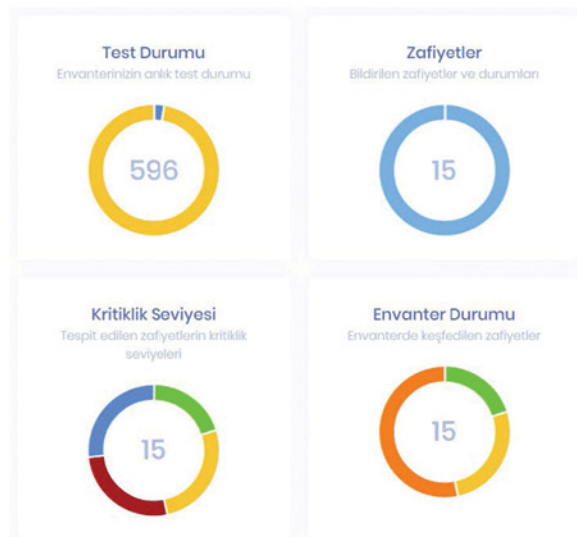 Test Durumu
Envanterinizin anlık test durumu
596
Zafiyetler
Bildirilen zafiyetler ve durumları
15
Kritiklik Seviyesi
Tespit edilen zafiyetlerin kritiklik
seviyeleri
15
Envanter Durumu
Envanterde keşfedilen zafiyetler
15